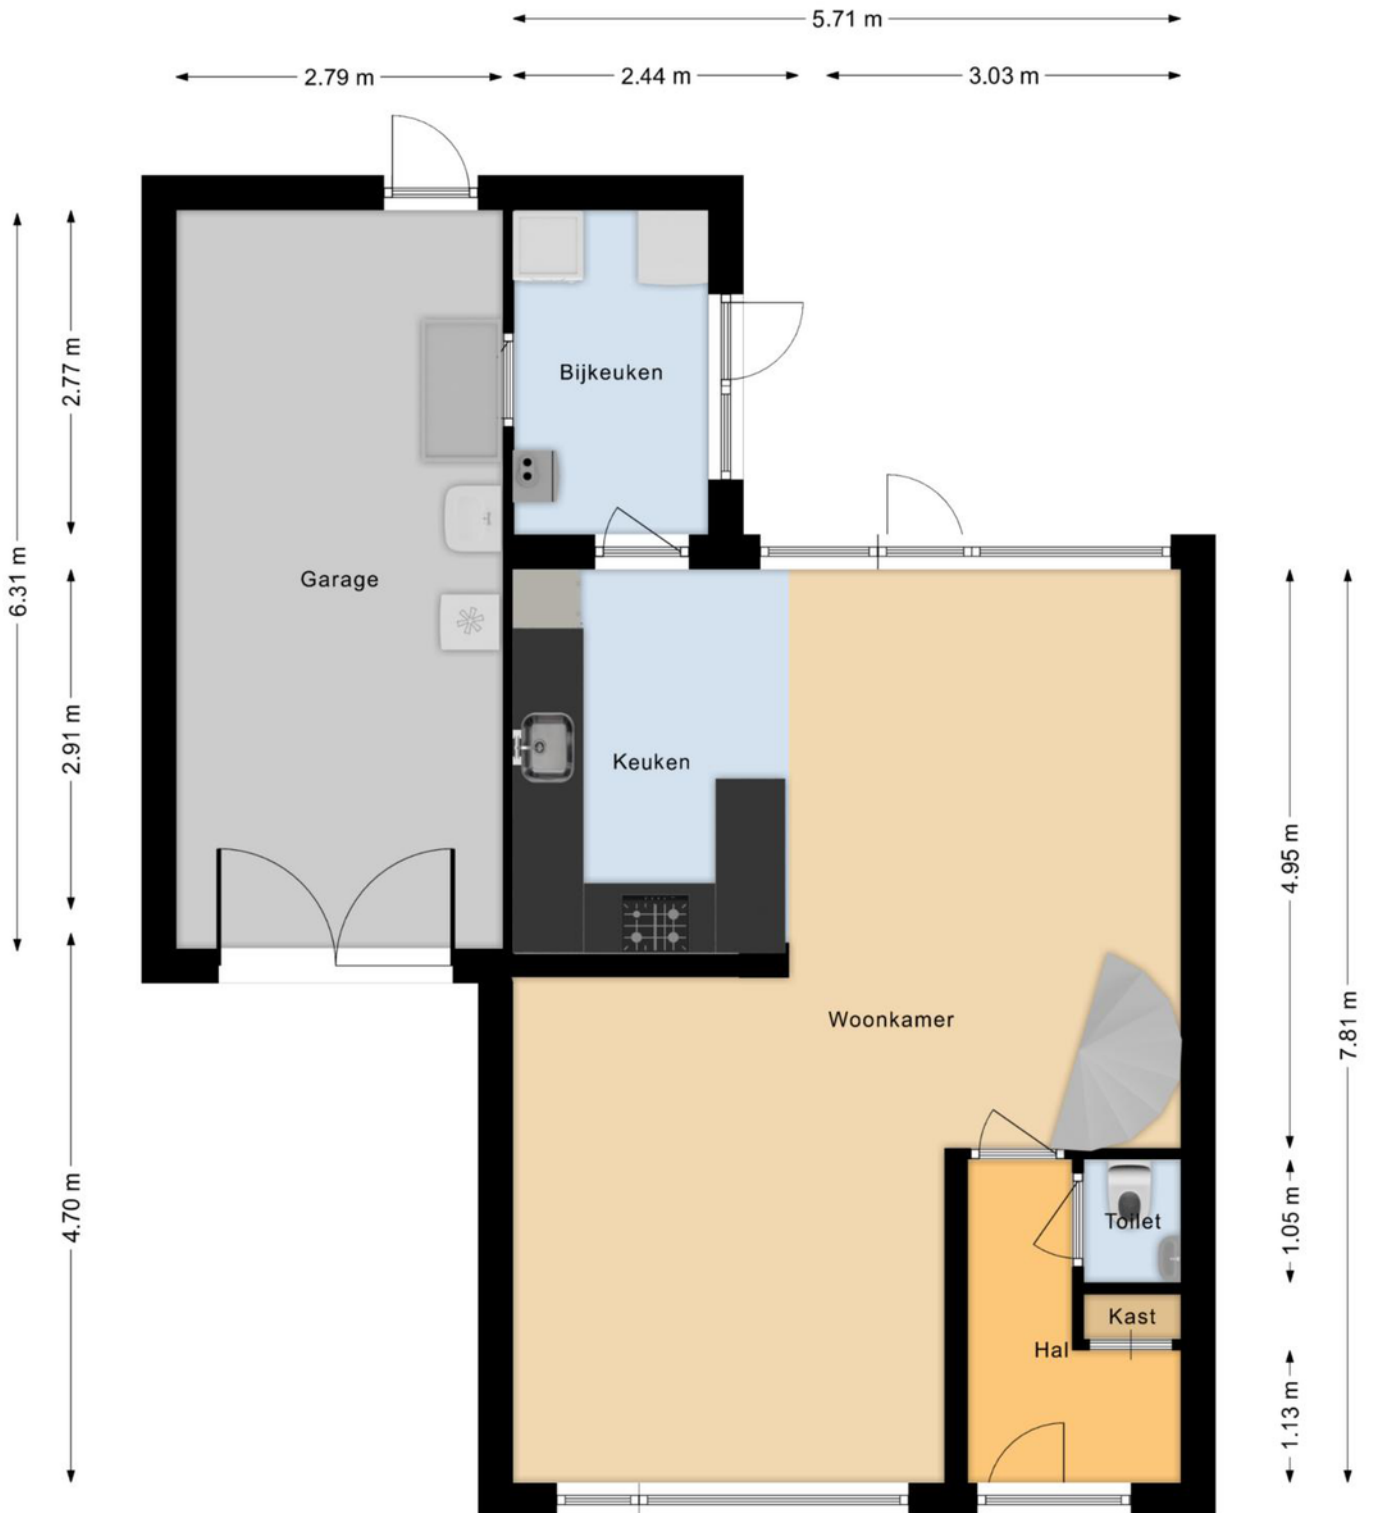 5.71 m
2.79 m
2.44 m
3.03 m
Bijkeuken
2.77 m
6.31 m
Garage
2.91 m
Keuken
4.95 m
Woonkamer
7.81 m
4.70 m
Toilet
1.05 m
Kast
Hal
1.13 m